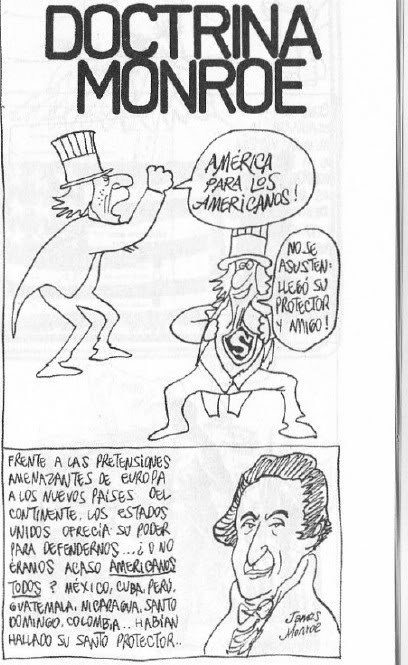 DOCTRINA
MONROE
AMÉRICA
PARA LOS
AMERICANOS!
NO SE
ASUSTEN:
LLEGÓ SU
PROTECTOR
Y AMIGO!
S
FRENTE A LAS PRETENSIONES
AMENAZANTES DE EUROPA
A LOS NUEVOS PAÍSES DEL
CONTINENTE, LOS ESTADOS
UNIDOS OFRECÍA SU PODER
PARA DEFENDERNOS...¿O NO
ÉRAMOS ACASO AMERICANOS
TODOS? MÉXICO, CUBA, PERÚ,
GUATEMALA, NICARAGUA, SANTO
DOMINGO, COLOMBIA... HABÍAN
HALLADO SU SANTO PROTECTOR..
JAMES
MONROE